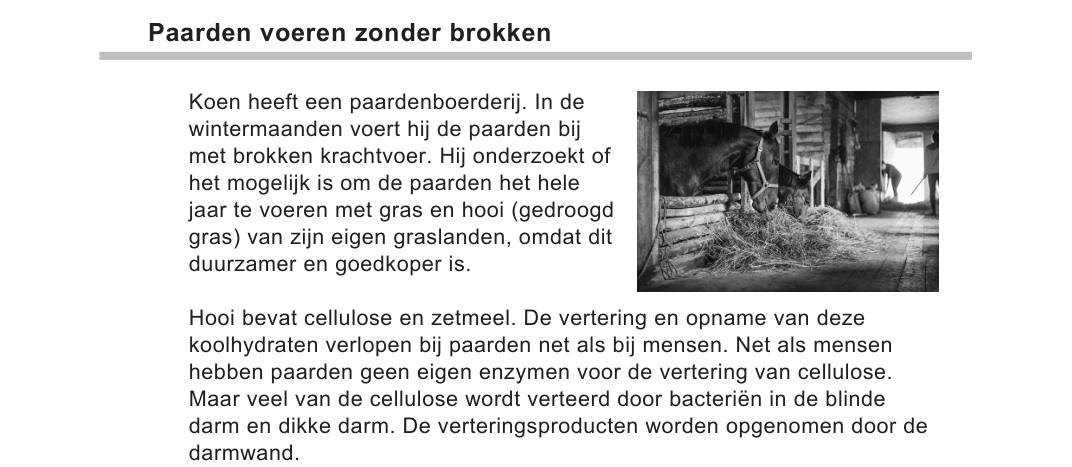 Paarden voeren zonder brokken
Koen heeft een paardenboerderij. In de
wintermaanden voert hij de paarden bij
met brokken krachtvoer. Hij onderzoekt of
het mogelijk is om de paarden het hele
jaar te voeren met gras en hooi (gedroogd
gras) van zijn eigen graslanden, omdat dit
duurzamer en goedkoper is.
Hooi bevat cellulose en zetmeel. De vertering en opname van deze
koolhydraten verlopen bij paarden net als bij mensen. Net als mensen
hebben paarden geen eigen enzymen voor de vertering van cellulose.
Maar veel van de cellulose wordt verteerd door bacteriën in de blinde
darm en dikke darm. De verteringsproducten worden opgenomen door de
darmwand.